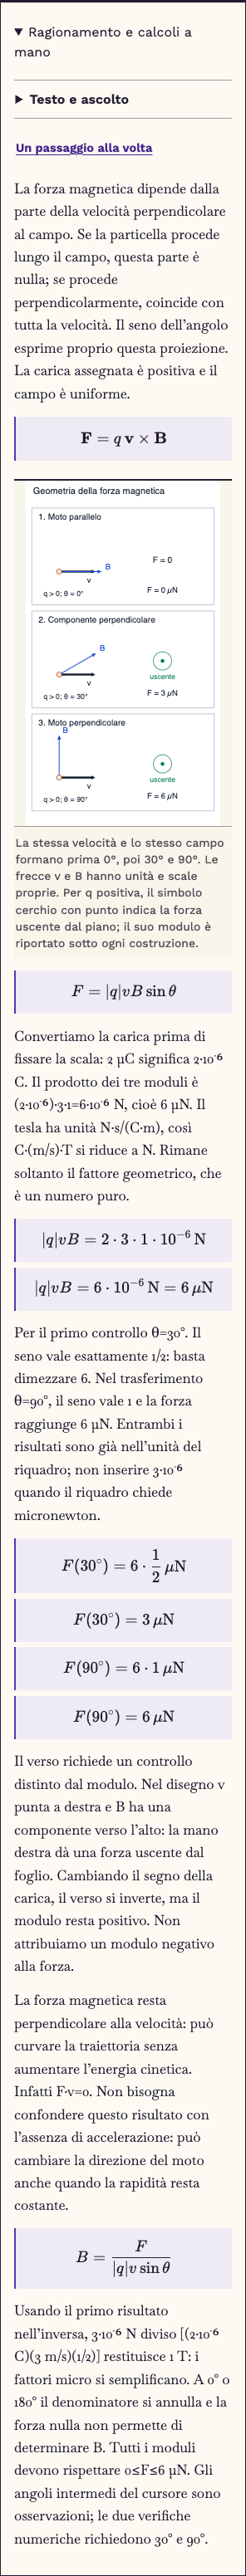 ▼ Ragionamento e calcoli a
mano
▶ Testo e ascolto
Un passaggio alla volta
La forza magnetica dipende dalla
parte della velocità perpendicolare
al campo. Se la particella procede
lungo il campo, questa parte è
nulla; se procede
perpendicolarmente, coincide con
tutta la velocità. Il seno dell’angolo
esprime proprio questa proiezione.
La carica assegnata è positiva e il
campo è uniforme.
F = q v × B
Geometria della forza magnetica
1. Moto parallelo
F = 0
B
v
q > 0; θ = 0°
F = 0 μN
2. Componente perpendicolare
B
v
uscente
q > 0; θ = 30°
F = 3 μN
3. Moto perpendicolare
B
v
uscente
q > 0; θ = 90°
F = 6 μN
La stessa velocità e lo stesso campo
formano prima 0°, poi 30° e 90°. Le
frecce v e B hanno unità e scale
proprie. Per q positiva, il simbolo
cerchio con punto indica la forza
uscente dal piano; il suo modulo è
riportato sotto ogni costruzione.
F = |q|vB sin θ
Convertiamo la carica prima di
fissare la scala: 2 μC significa 2·10⁻⁶
C. Il prodotto dei tre moduli è
(2·10⁻⁶)·3·1=6·10⁻⁶ N, cioè 6 μN. Il
tesla ha unità N·s/(C·m), così
C·(m/s)·T si riduce a N. Rimane
soltanto il fattore geometrico, che
è un numero puro.
|q|vB = 2 · 3 · 1 · 10⁻⁶ N
|q|vB = 6 · 10⁻⁶ N = 6 μN
Per il primo controllo θ=30°. Il
seno vale esattamente 1/2: basta
dimezzare 6. Nel trasferimento
θ=90°, il seno vale 1 e la forza
raggiunge 6 μN. Entrambi i
risultati sono già nell’unità del
riquadro; non inserire 3·10⁻⁶
quando il riquadro chiede
micronewton.
F(30°) = 6 · 1/2 μN
F(30°) = 3 μN
F(90°) = 6 · 1 μN
F(90°) = 6 μN
Il verso richiede un controllo
distinto dal modulo. Nel disegno v
punta a destra e B ha una
componente verso l’alto: la mano
destra dà una forza uscente dal
foglio. Cambiando il segno della
carica, il verso si inverte, ma il
modulo resta positivo. Non
attribuiamo un modulo negativo
alla forza.
La forza magnetica resta
perpendicolare alla velocità: può
curvare la traiettoria senza
aumentare l’energia cinetica.
Infatti F·v=0. Non bisogna
confondere questo risultato con
l’assenza di accelerazione: può
cambiare la direzione del moto
anche quando la rapidità resta
costante.
B = F / |q|v sin θ
Usando il primo risultato
nell’inversa, 3·10⁻⁶ N diviso [(2·10⁻⁶
C)(3 m/s)(1/2)] restituisce 1 T: i
fattori micro si semplificano. A 0° o
180° il denominatore si annulla e la
forza nulla non permette di
determinare B. Tutti i moduli
devono rispettare 0≤F≤6 μN. Gli
angoli intermedi del cursore sono
osservazioni; le due verifiche
numeriche richiedono 30° e 90°.